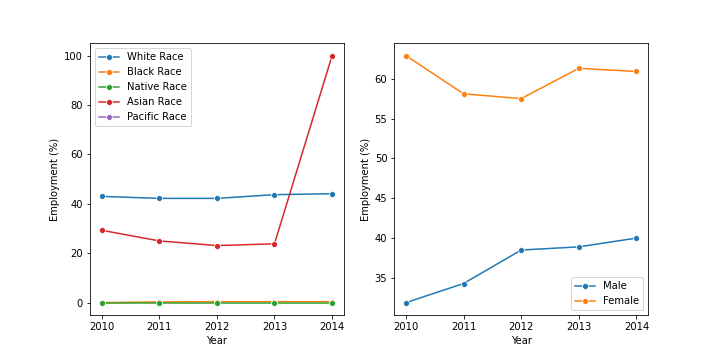 100
80
60
40
20
0
Employment (%)
2010 2011 2012 2013 2014
Year
White Race
Black Race
Native Race
Asian Race
Pacific Race
60
55
50
45
40
35
Employment (%)
2010 2011 2012 2013 2014
Year
Male
Female